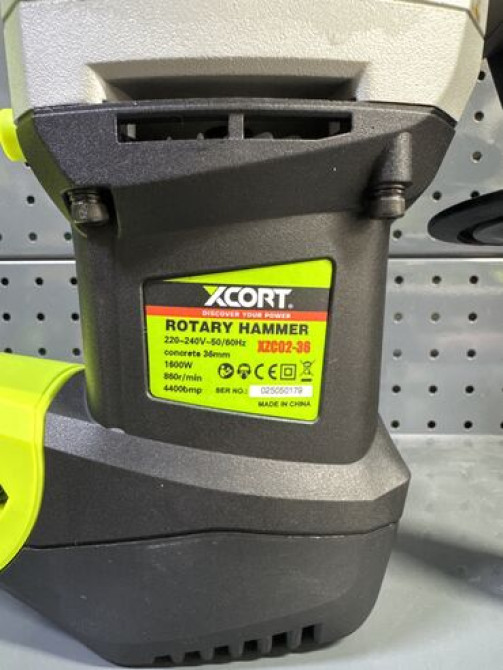 XCORT.
DISCOVER YOUR POWER
ROTARY HAMMER
220~240V~50/60Hz XZC02-36
concrete 36mm
1600W
860r/min CE
4400bmp SER NO.: 025050179
MADE IN CHINA